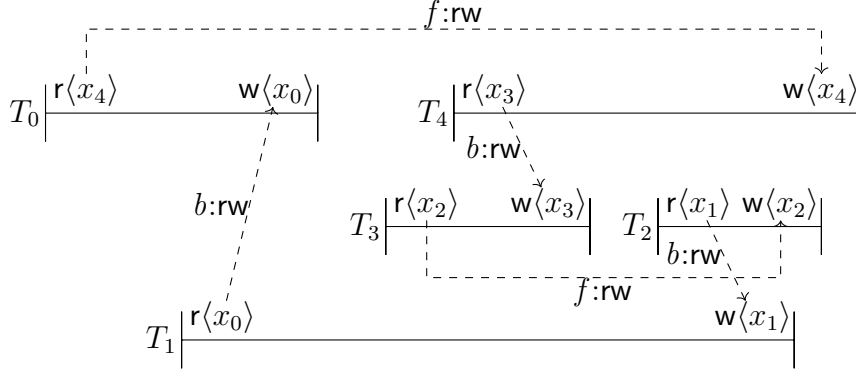 f:rw
r⟨x₄⟩ w⟨x₀⟩ r⟨x₃⟩ w⟨x₄⟩
T₀ T₄
b:rw
b:rw r⟨x₂⟩ w⟨x₃⟩ r⟨x₁⟩ w⟨x₂⟩
T₃ T₂
b:rw
f:rw
r⟨x₀⟩ w⟨x₁⟩
T₁